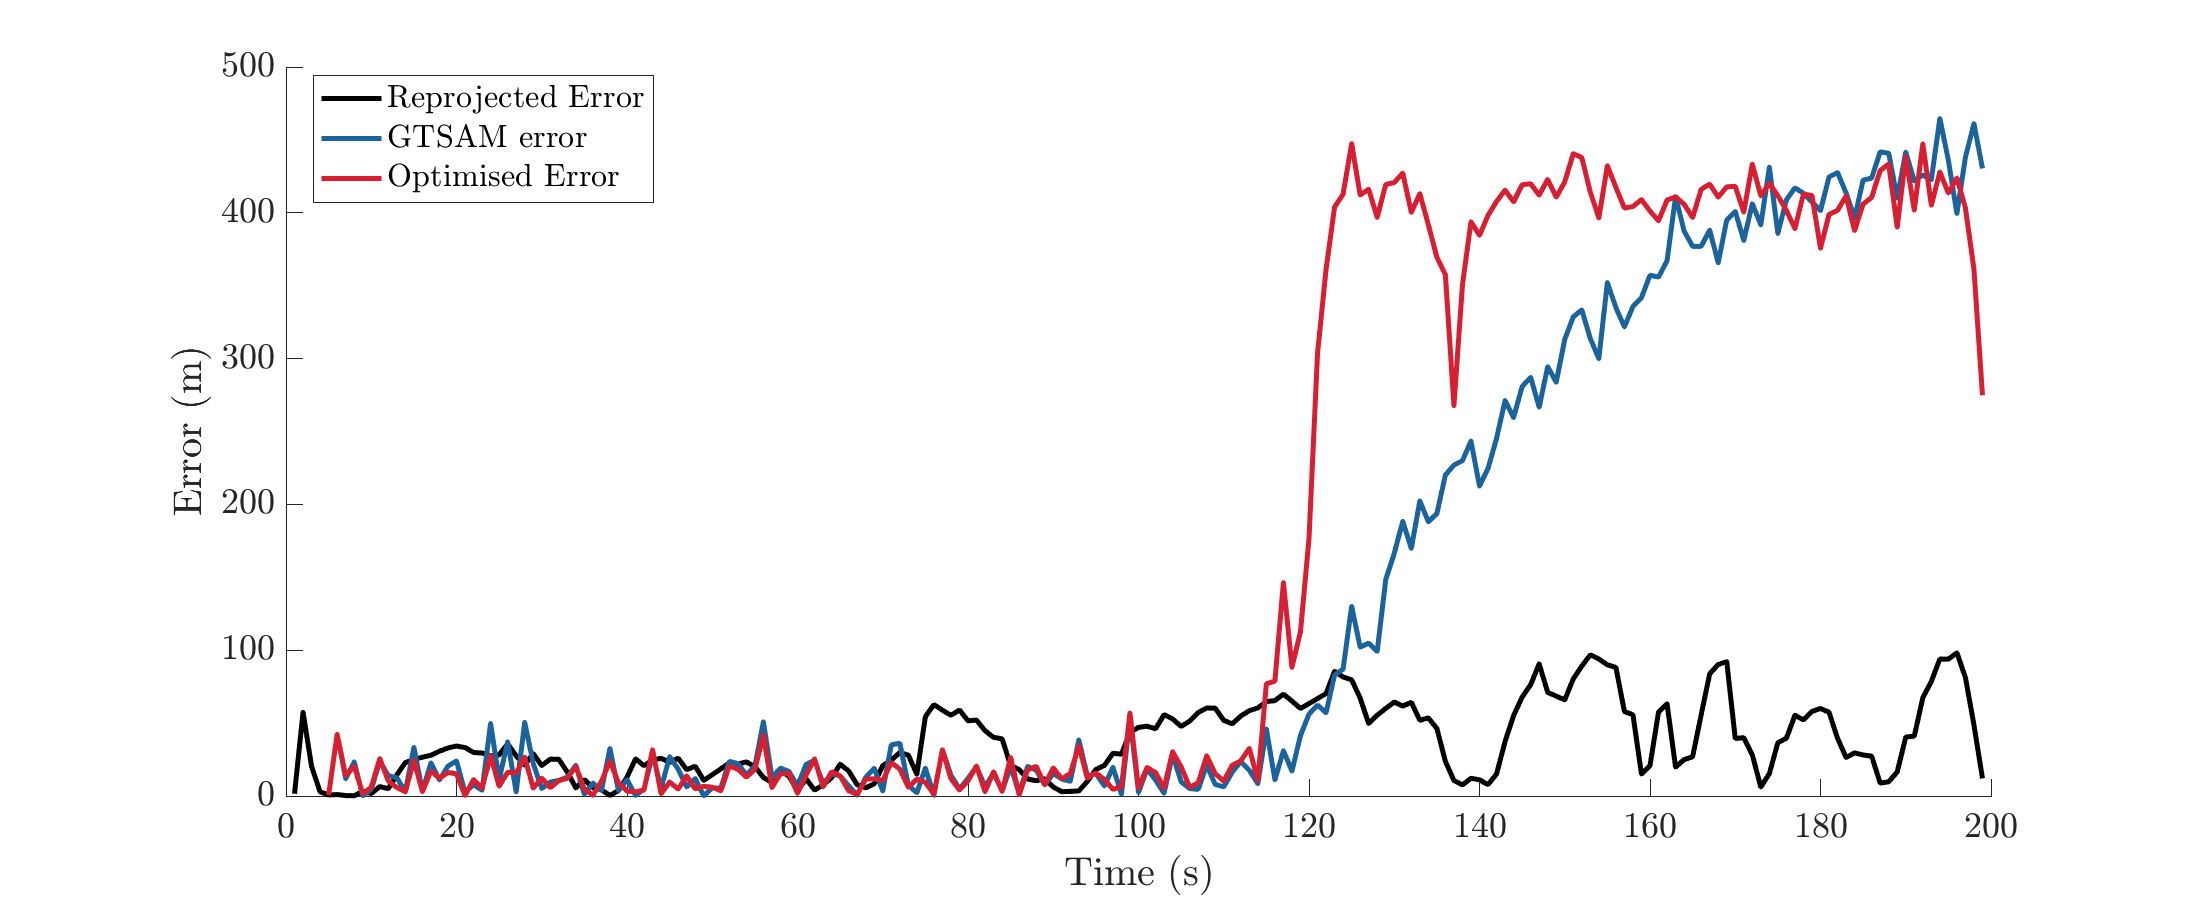 500
400
300
200
100
0
Error (m)
Reprojected Error
GTSAM error
Optimised Error
0 20 40 60 80 100 120 140 160 180 200
Time (s)